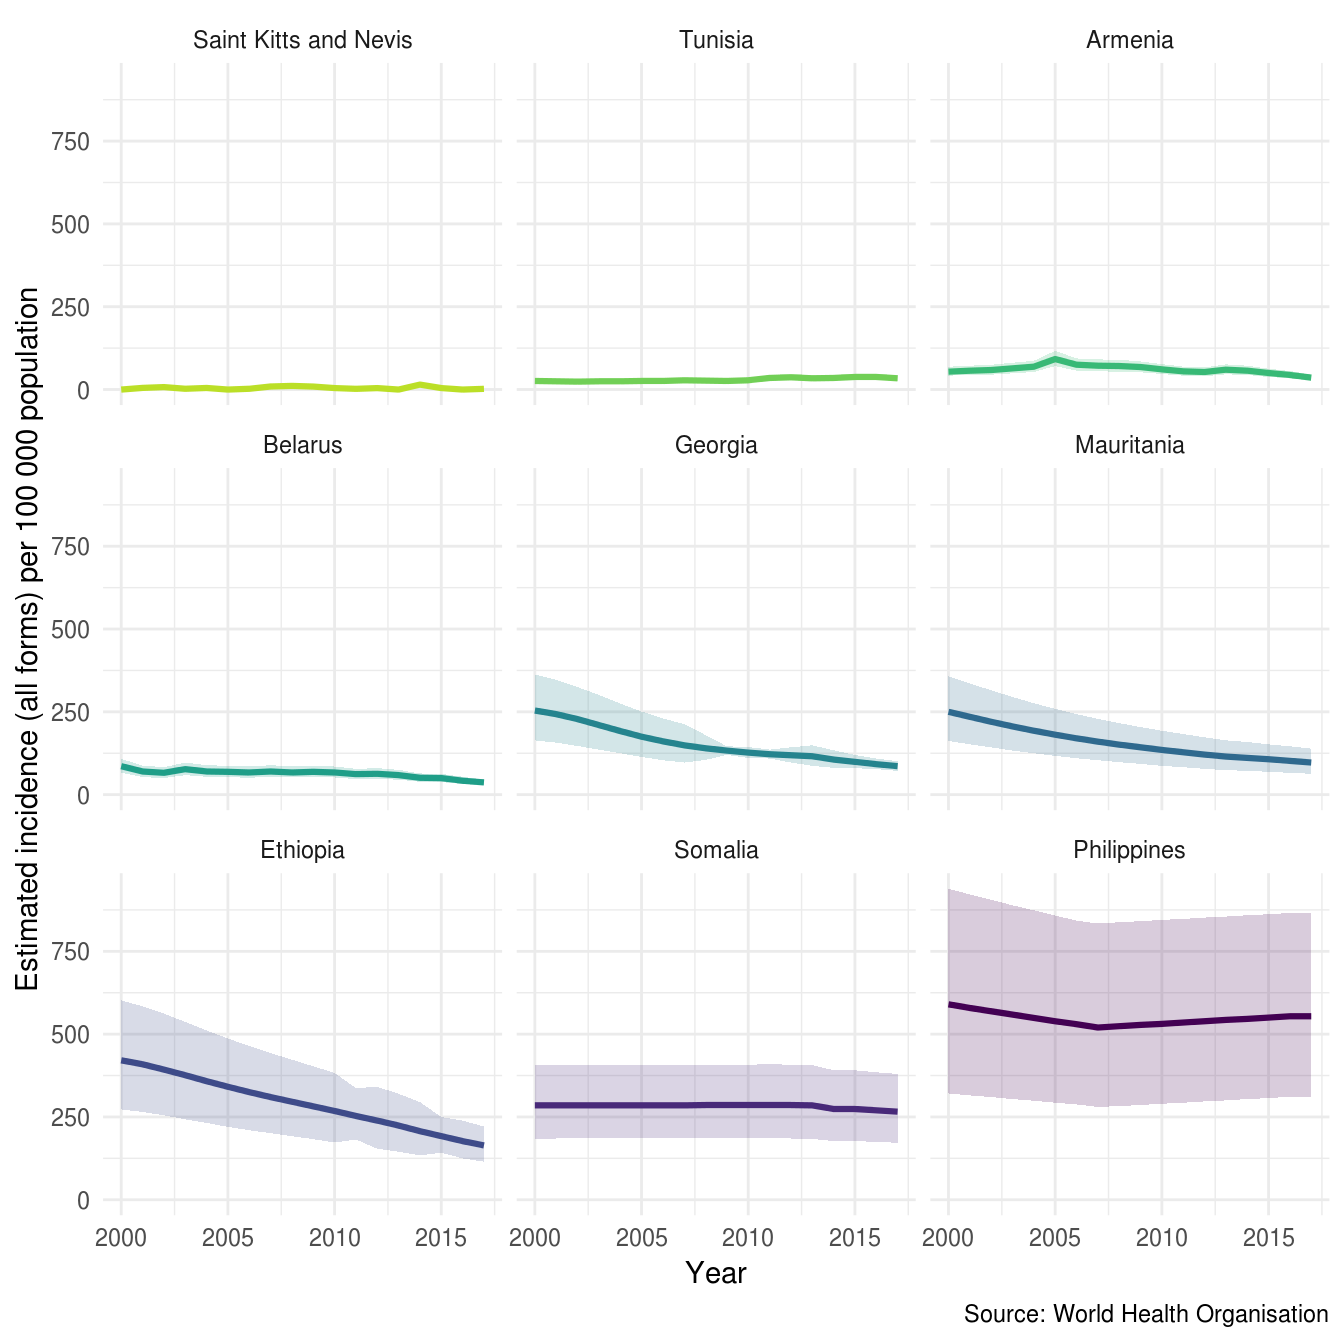 Saint Kitts and Nevis
Tunisia
Armenia
750
500
250
0
Belarus
Georgia
Mauritania
750
500
250
0
Ethiopia
Somalia
Philippines
750
500
250
0
Estimated incidence (all forms) per 100 000 population
2000 2005 2010 2015
2000 2005 2010 2015
2000 2005 2010 2015
Year
Source: World Health Organisation